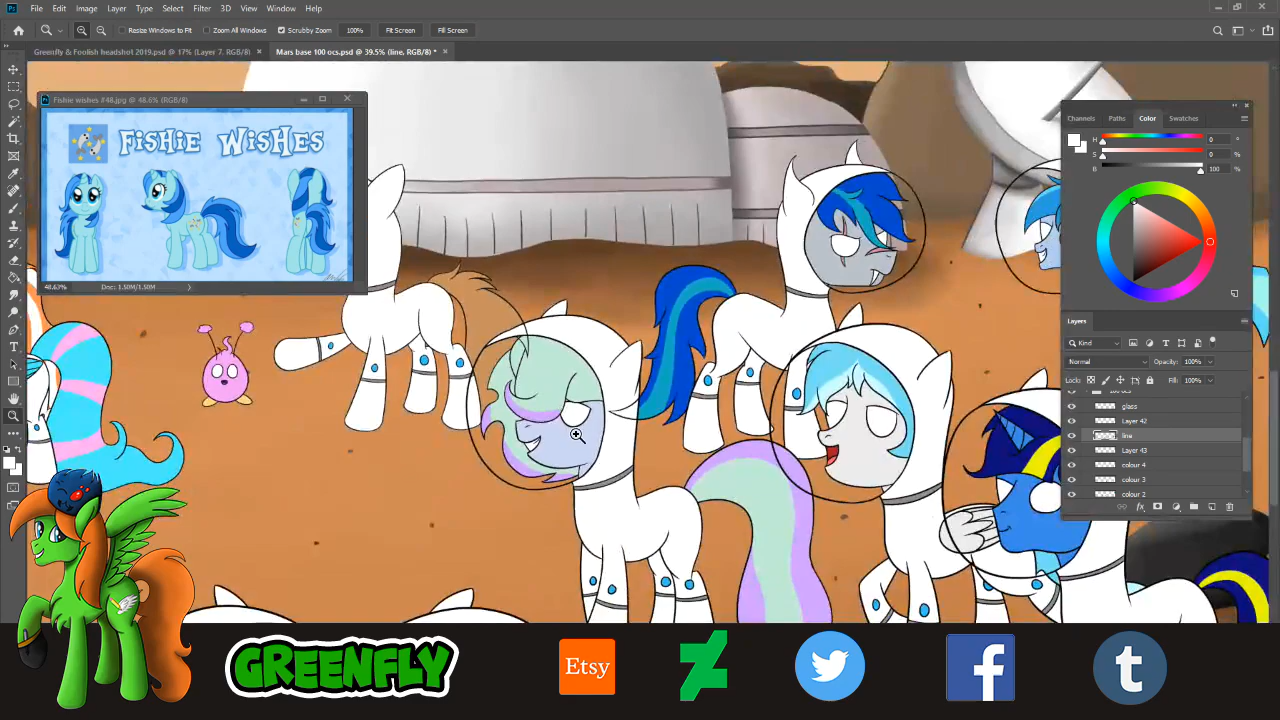 File Edit Image Layer Type Select Filter 3D View Window Help
Resize Windows to Fit Zoom All Windows Scrubby Zoom 100% Fit Screen Fill Screen
Greenfly & Foolish headshot 2019.psd @ 17% (Layer 7, RGB/8) × Mars base 100 ocs.psd @ 39.5% (line, RGB/8) * ×
Fishie wishes #48.jpg @ 48.6% (RGB/8)
Fishie Wishes
48.63% Doc: 1.50M/1.50M
Channels Paths Color Swatches
H 0 °
S 0 %
B 100 %
Layers
Kind
Normal Opacity: 100%
Locks: Fill: 100%
100 ocs
glass
Layer 42
line
Layer 43
colour 4
colour 3
colour 2
fx
GREENFLY
Etsy
f
t